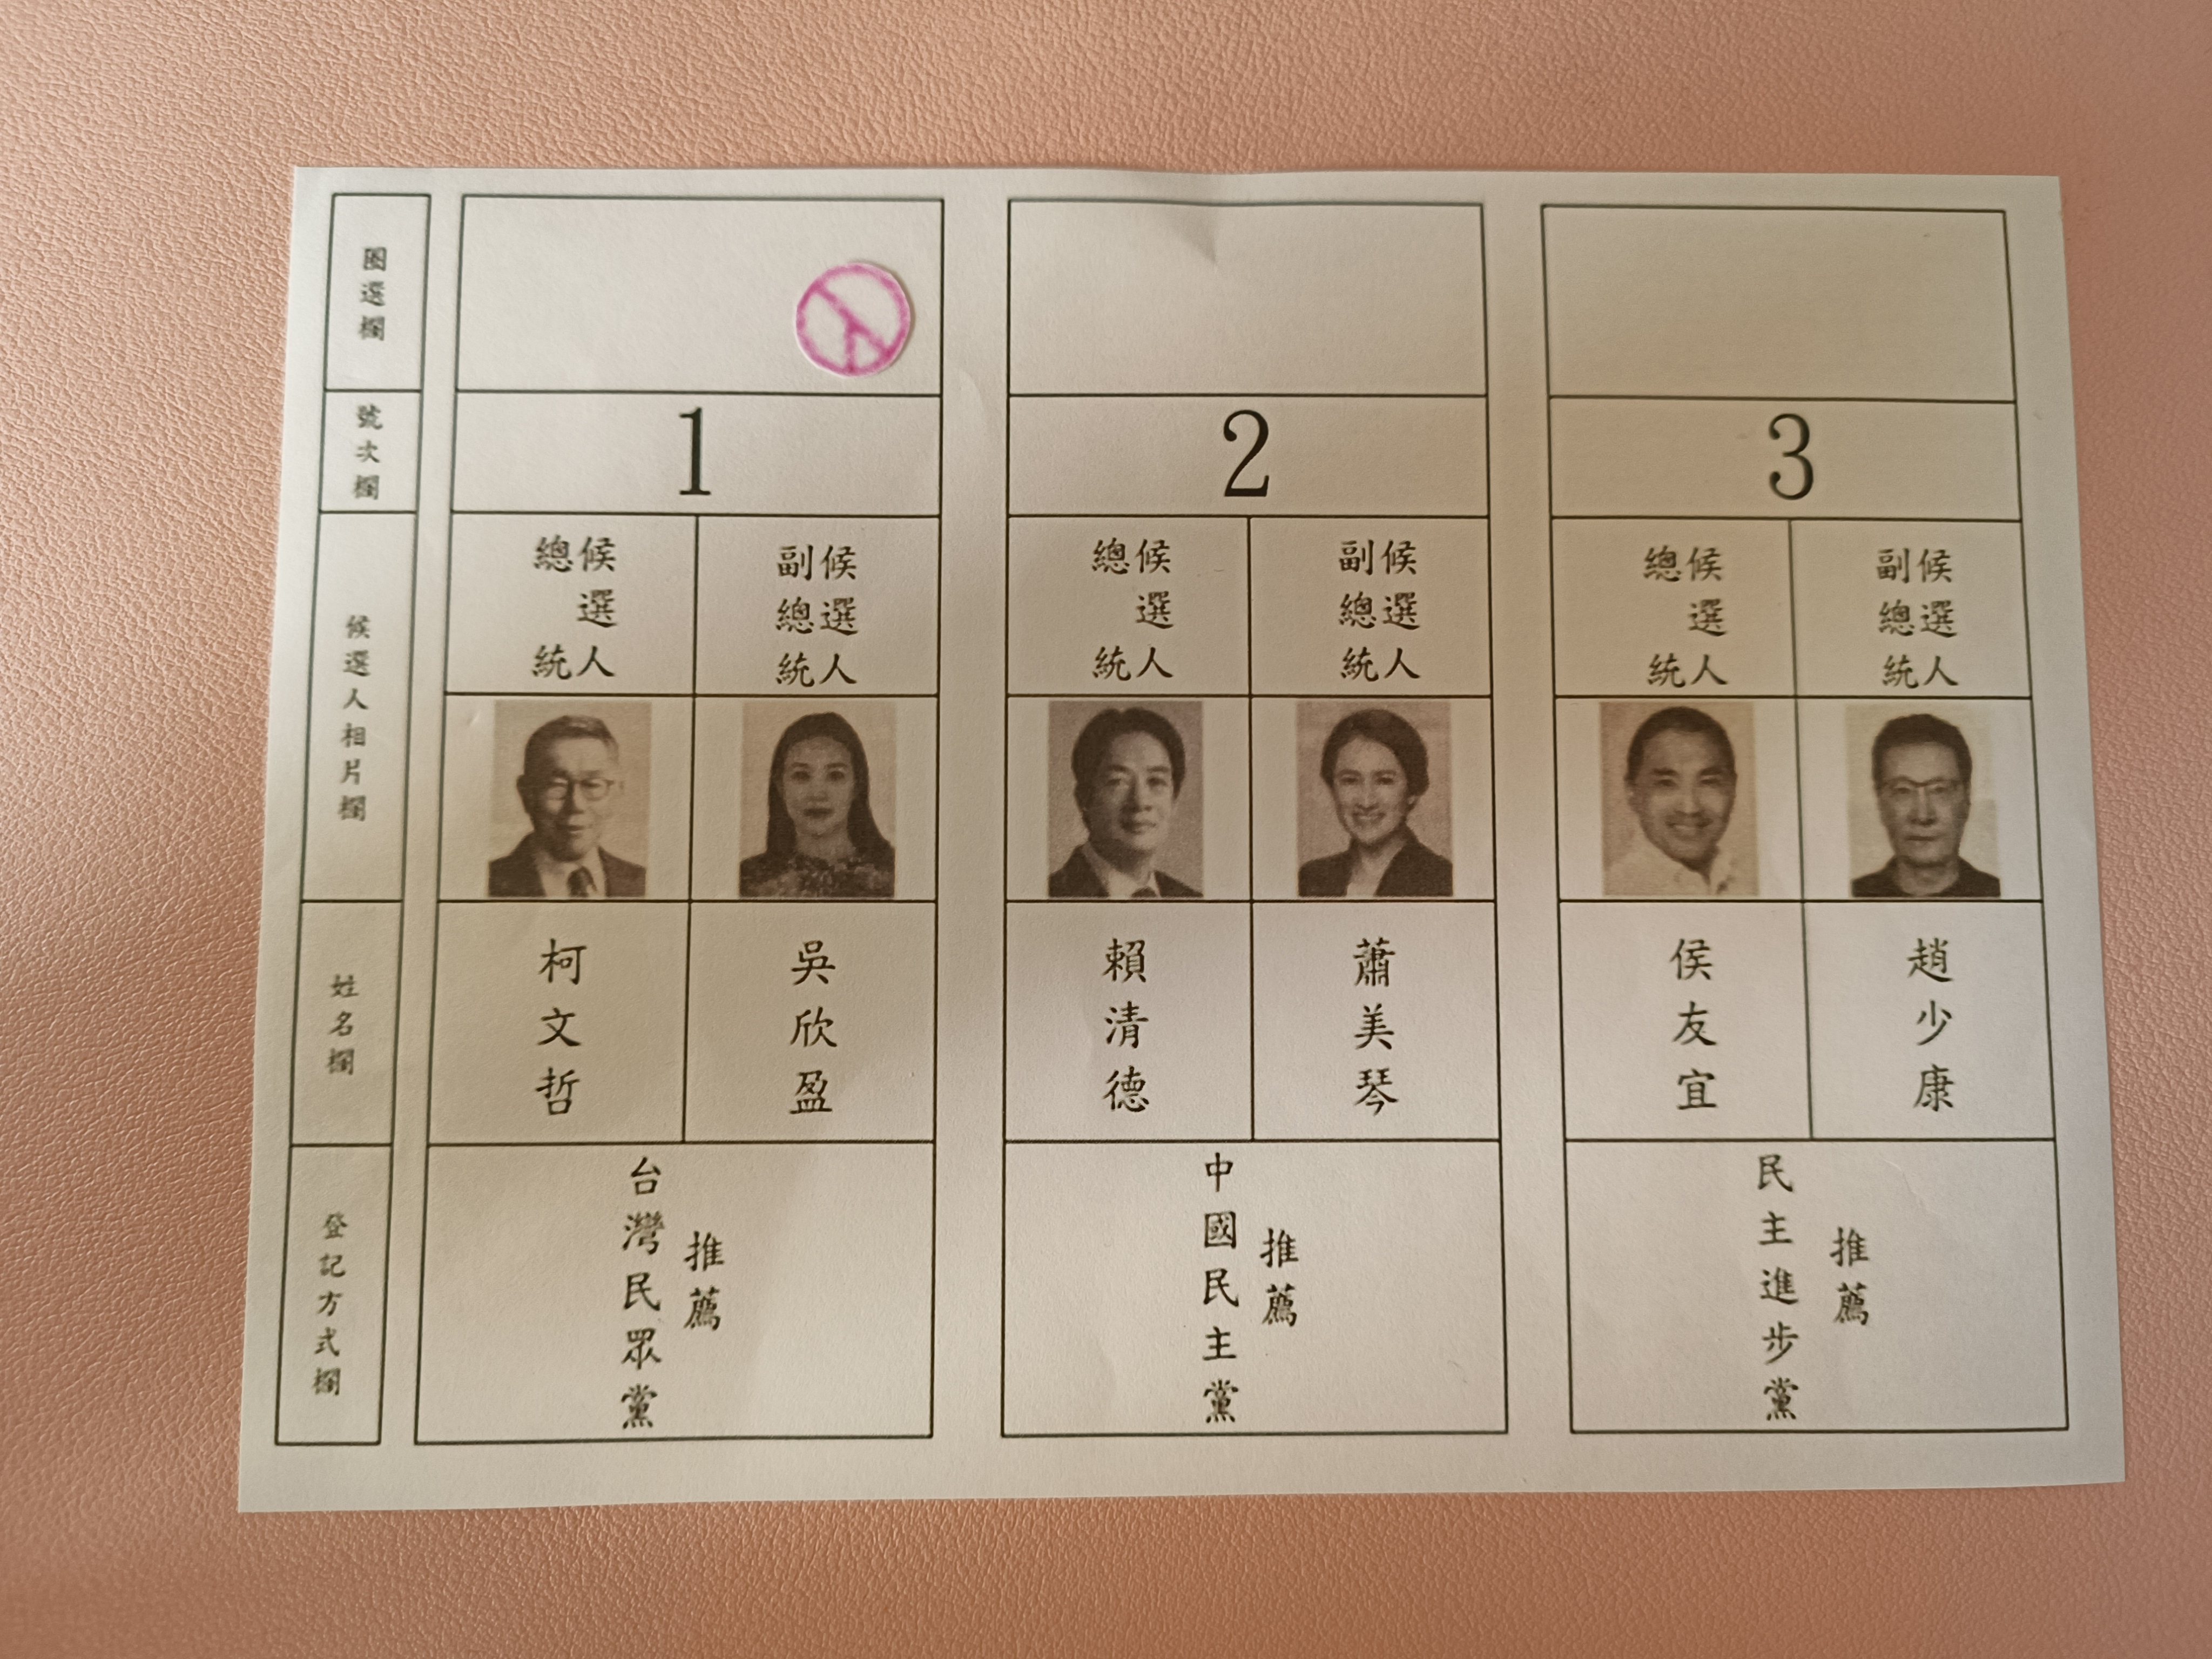 圈選欄
號次欄
候選人相片欄
姓名欄
登記方式欄
1
總統候選人
副總統候選人
柯文哲
吳欣盈
台灣民眾黨
推薦
2
總統候選人
副總統候選人
賴清德
蕭美琴
中國民主黨
推薦
3
總統候選人
副總統候選人
侯友宜
趙少康
民主進步黨
推薦